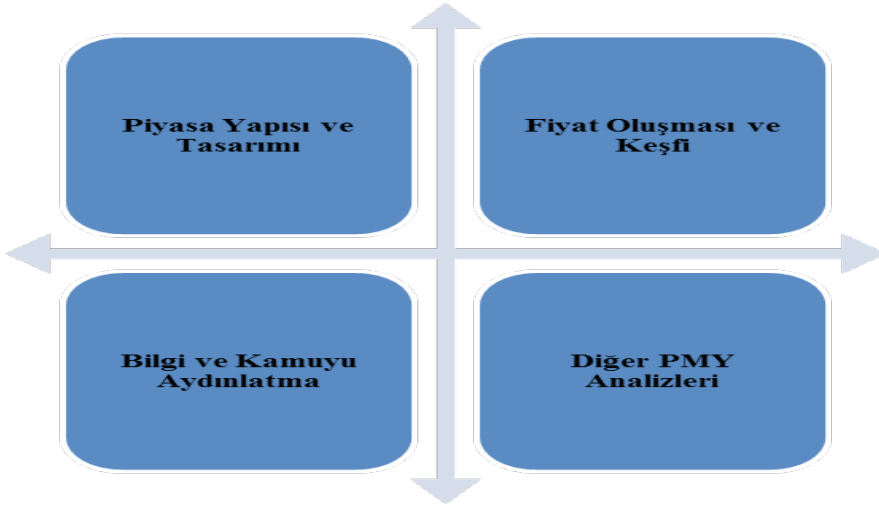 Piyasa Yapısı ve
Tasarımı
Fiyat Oluşması ve
Keşfi
Bilgi ve Kamuyu
Aydınlatma
Diğer PMY
Analizleri